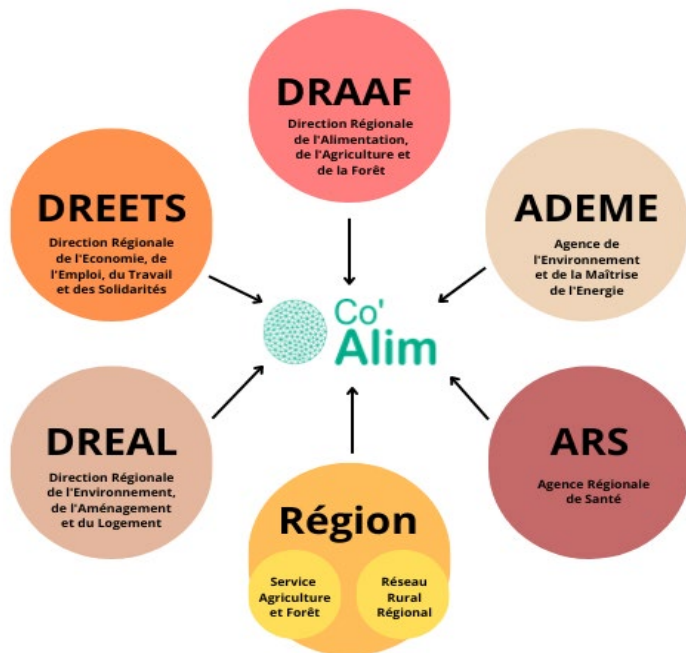 DRAAF
Direction Régionale
de l'Alimentation,
de l'Agriculture et
de la Forêt
DREETS
Direction Régionale
de l'Economie, de
l'Emploi, du Travail
et des Solidarités
ADEME
Agence de
l'Environnement
et de la Maîtrise
de l'Energie
Co'
Alim
DREAL
Direction Régionale
de l'Environnement,
de l'Aménagement
et du Logement
ARS
Agence Régionale
de Santé
Région
Service
Agriculture
et Forêt
Réseau
Rural
Régional